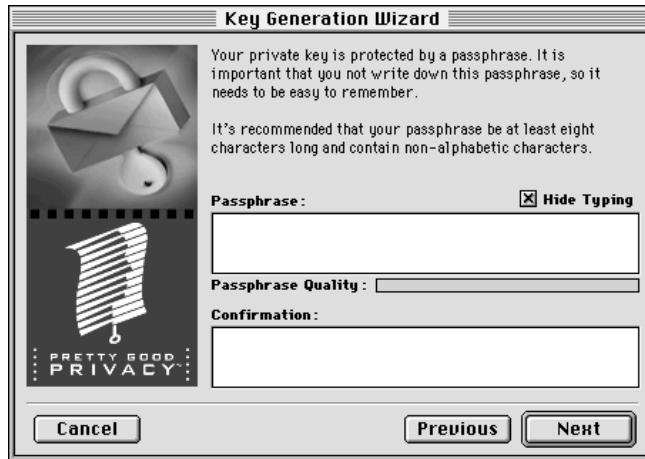 Key Generation Wizard
Your private key is protected by a passphrase. It is
important that you not write down this passphrase, so it
needs to be easy to remember.
It's recommended that your passphrase be at least eight
characters long and contain non-alphabetic characters.
Passphrase:
Hide Typing
Passphrase Quality:
Confirmation:
PRETTY GOOD
PRIVACY™
Cancel
Previous
Next